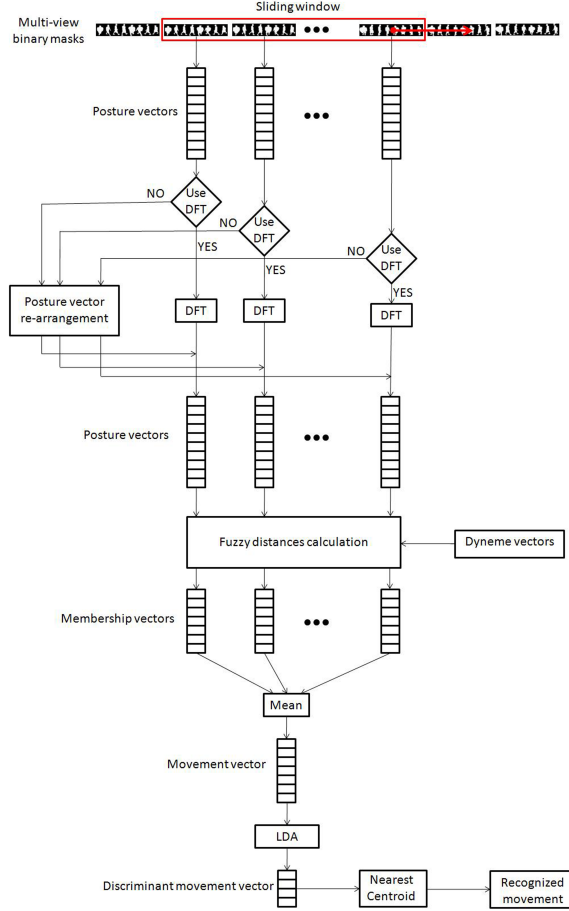 Sliding window
Multi-view
binary masks
Posture vectors
Use
DFT
NO
YES
Use
DFT
NO
YES
Use
DFT
NO
YES
Posture vector
re-arrangement
DFT
DFT
DFT
Posture vectors
Fuzzy distances calculation
Dyneme vectors
Membership vectors
Mean
Movement vector
LDA
Discriminant movement vector
Nearest
Centroid
Recognized
movement